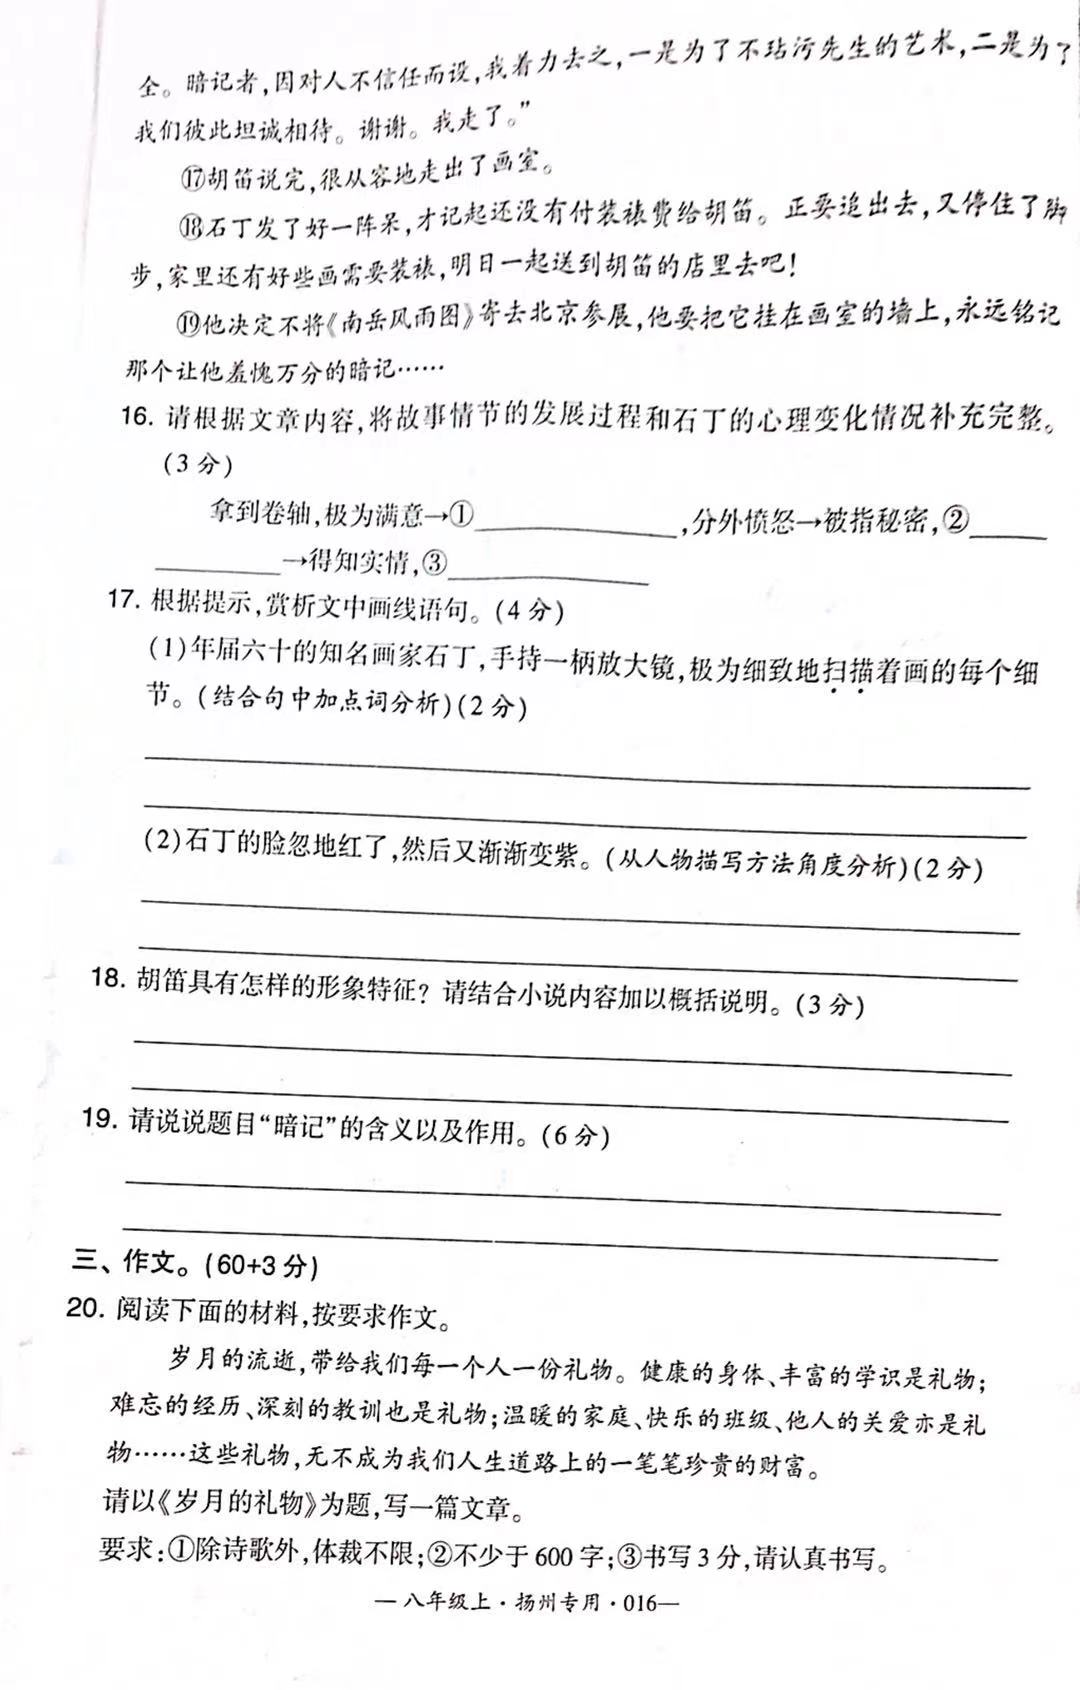 全。暗记者,因对人不信任而设,我着力去之,一是为了不玷污先生的艺术,二是为了
我们彼此坦诚相待。谢谢。我走了。”
⑰胡笛说完,很从容地走出了画室。
⑱石丁发了好一阵呆,才记起还没有付装裱费给胡笛。正要追出去,又停住了脚
步,家里还有好些画需要装裱,明日一起送到胡笛的店里去吧!
⑲他决定不将《南岳风雨图》寄去北京参展,他要把它挂在画室的墙上,永远铭记
那个让他羞愧万分的暗记……
16. 请根据文章内容,将故事情节的发展过程和石丁的心理变化情况补充完整。
(3分)
拿到卷轴,极为满意→①____________,分外愤怒→被指秘密,②____
________→得知实情,③____________
17. 根据提示,赏析文中画线语句。(4分)
(1)年届六十的知名画家石丁,手持一柄放大镜,极为细致地扫描着画的每个细
节。(结合句中加点词分析)(2分)
(2)石丁的脸忽地红了,然后又渐渐变紫。(从人物描写方法角度分析)(2分)
18. 胡笛具有怎样的形象特征?请结合小说内容加以概括说明。(3分)
19. 请说说题目“暗记”的含义以及作用。(6分)
三、作文。(60+3分)
20. 阅读下面的材料,按要求作文。
岁月的流逝,带给我们每一个人一份礼物。健康的身体、丰富的学识是礼物;
难忘的经历、深刻的教训也是礼物;温暖的家庭、快乐的班级、他人的关爱亦是礼
物……这些礼物,无不成为我们人生道路上的一笔笔珍贵的财富。
请以《岁月的礼物》为题,写一篇文章。
要求:①除诗歌外,体裁不限;②不少于600字;③书写3分,请认真书写。
—八年级上·扬州专用·016—